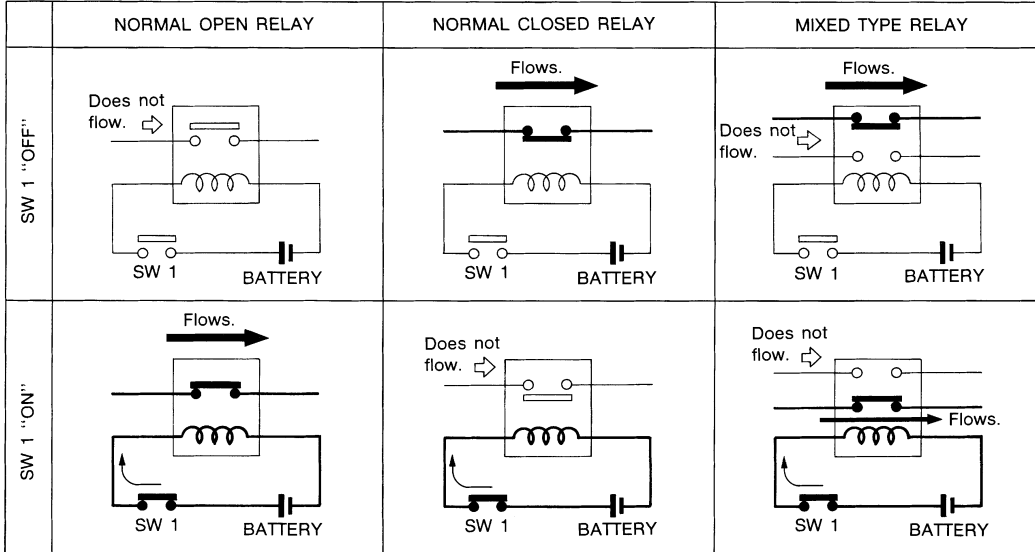 NORMAL OPEN RELAY
NORMAL CLOSED RELAY
MIXED TYPE RELAY
SW 1 "OFF"
Does not
flow.
SW 1
BATTERY
Flows.
SW 1
BATTERY
Flows.
Does not
flow.
SW 1
BATTERY
SW 1 "ON"
Flows.
SW 1
BATTERY
Does not
flow.
SW 1
BATTERY
Does not
flow.
Flows.
SW 1
BATTERY